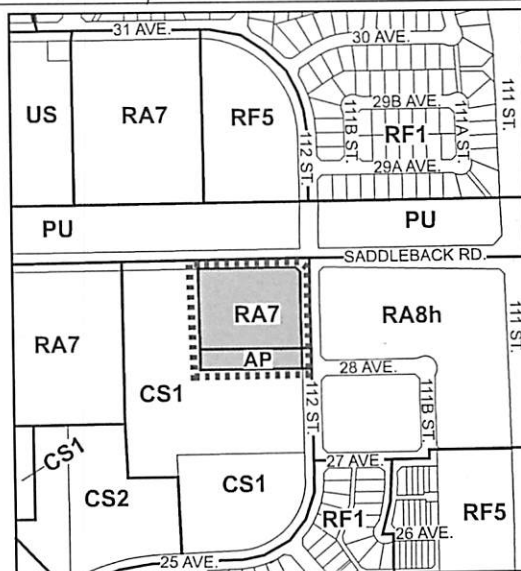 31 AVE.
30 AVE.
US
RA7
RF5
112 ST.
111B ST.
29B AVE.
RF1
111A ST.
111 ST.
29A AVE.
PU
PU
SADDLEBACK RD.
RA7
RA7
AP
RA8h
111 ST.
28 AVE.
CS1
112 ST.
111B ST.
CS1
CS2
CS1
27 AVE.
RF1
26 AVE.
RF5
25 AVE.